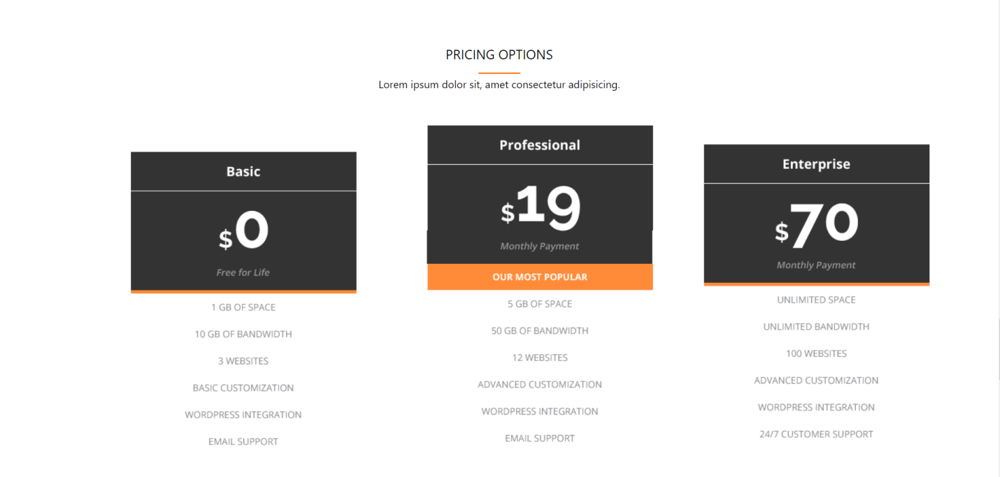 PRICING OPTIONS
Lorem ipsum dolor sit, amet consectetur adipisicing.
Basic
$0
Free for Life
1 GB OF SPACE
10 GB OF BANDWIDTH
3 WEBSITES
BASIC CUSTOMIZATION
WORDPRESS INTEGRATION
EMAIL SUPPORT
Professional
$19
Monthly Payment
OUR MOST POPULAR
5 GB OF SPACE
50 GB OF BANDWIDTH
12 WEBSITES
ADVANCED CUSTOMIZATION
WORDPRESS INTEGRATION
EMAIL SUPPORT
Enterprise
$70
Monthly Payment
UNLIMITED SPACE
UNLIMITED BANDWIDTH
100 WEBSITES
ADVANCED CUSTOMIZATION
WORDPRESS INTEGRATION
24/7 CUSTOMER SUPPORT